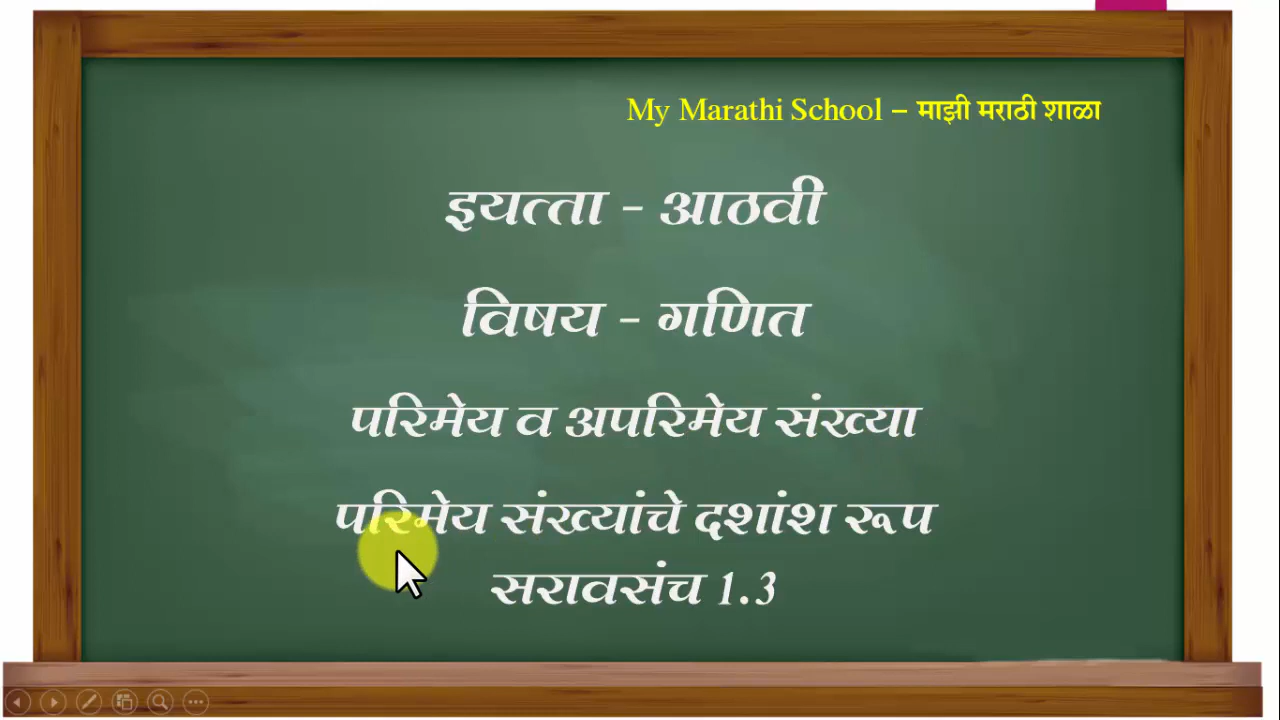 My Marathi School – माझी मराठी शाळा
इयत्ता - आठवी
विषय - गणित
परिमेय व अपरिमेय संख्या
परिमेय संख्यांचे दशांश रूप
सरावसंच 1.3